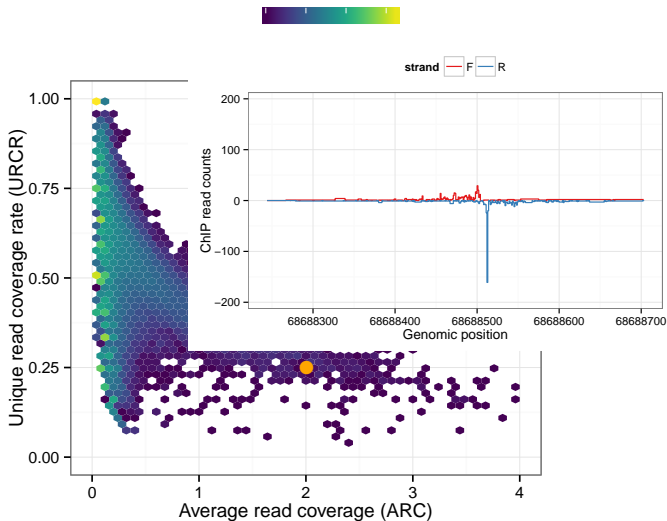 strand F R
200
100
0
−100
−200
ChIP read counts
68688300 68688400 68688500 68688600 68688700
Genomic position
1.00
0.75
0.50
0.25
0.00
Unique read coverage rate (URCR)
0 1 2 3 4
Average read coverage (ARC)